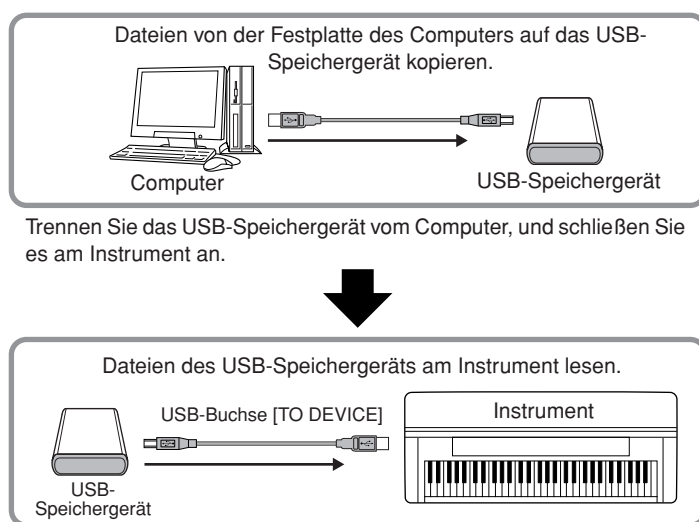 Dateien von der Festplatte des Computers auf das USB-
Speichergerät kopieren.
Computer
USB-Speichergerät
Trennen Sie das USB-Speichergerät vom Computer, und schließen Sie
es am Instrument an.
Dateien des USB-Speichergeräts am Instrument lesen.
USB-Buchse [TO DEVICE]
Instrument
USB-
Speichergerät